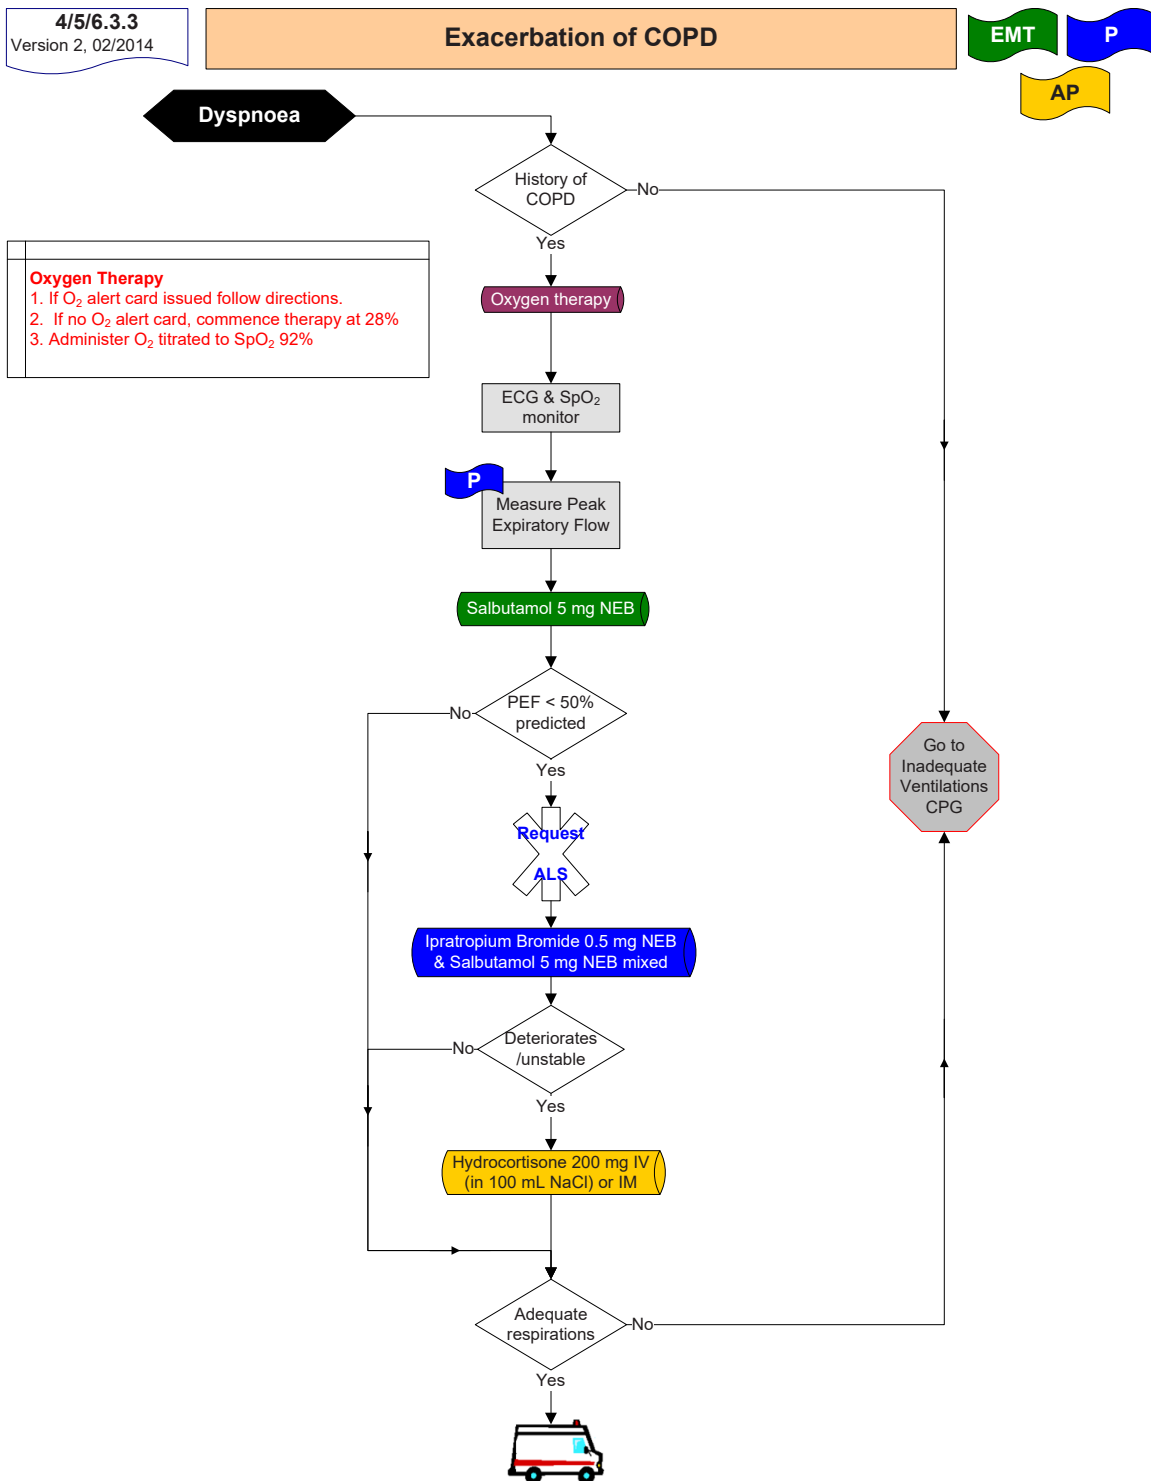 4/5/6.3.3
Version 2, 02/2014
Exacerbation of COPD
EMT
P
AP
Dyspnoea
History of
COPD
No
Yes
Oxygen Therapy
1. If O₂ alert card issued follow directions.
2. If no O₂ alert card, commence therapy at 28%
3. Administer O₂ titrated to SpO₂ 92%
Oxygen therapy
ECG & SpO₂
monitor
P
Measure Peak
Expiratory Flow
Salbutamol 5 mg NEB
PEF < 50%
predicted
No
Yes
Go to
Inadequate
Ventilations
CPG
Request
ALS
Ipratropium Bromide 0.5 mg NEB
& Salbutamol 5 mg NEB mixed
Deteriorates
/unstable
No
Yes
Hydrocortisone 200 mg IV
(in 100 mL NaCl) or IM
Adequate
respirations
No
Yes